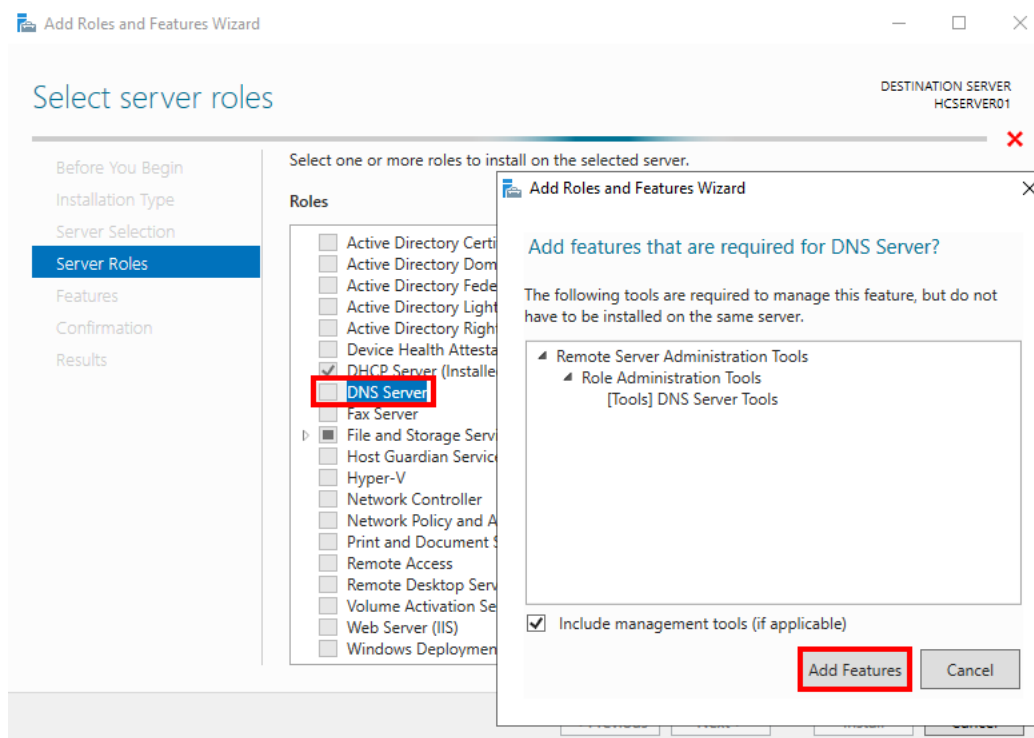 Add Roles and Features Wizard
Select server roles
DESTINATION SERVER
HCSERVER01
Before You Begin
Installation Type
Server Selection
Server Roles
Features
Confirmation
Results
Select one or more roles to install on the selected server.
Roles
Active Directory Certi
Active Directory Dom
Active Directory Fede
Active Directory Light
Active Directory Righ
Device Health Attesta
DHCP Server (Installe
DNS Server
Fax Server
File and Storage Servi
Host Guardian Service
Hyper-V
Network Controller
Network Policy and A
Print and Document S
Remote Access
Remote Desktop Serv
Volume Activation Se
Web Server (IIS)
Windows Deploymen
Add Roles and Features Wizard
Add features that are required for DNS Server?
The following tools are required to manage this feature, but do not
have to be installed on the same server.
Remote Server Administration Tools
Role Administration Tools
[Tools] DNS Server Tools
Include management tools (if applicable)
Add Features
Cancel